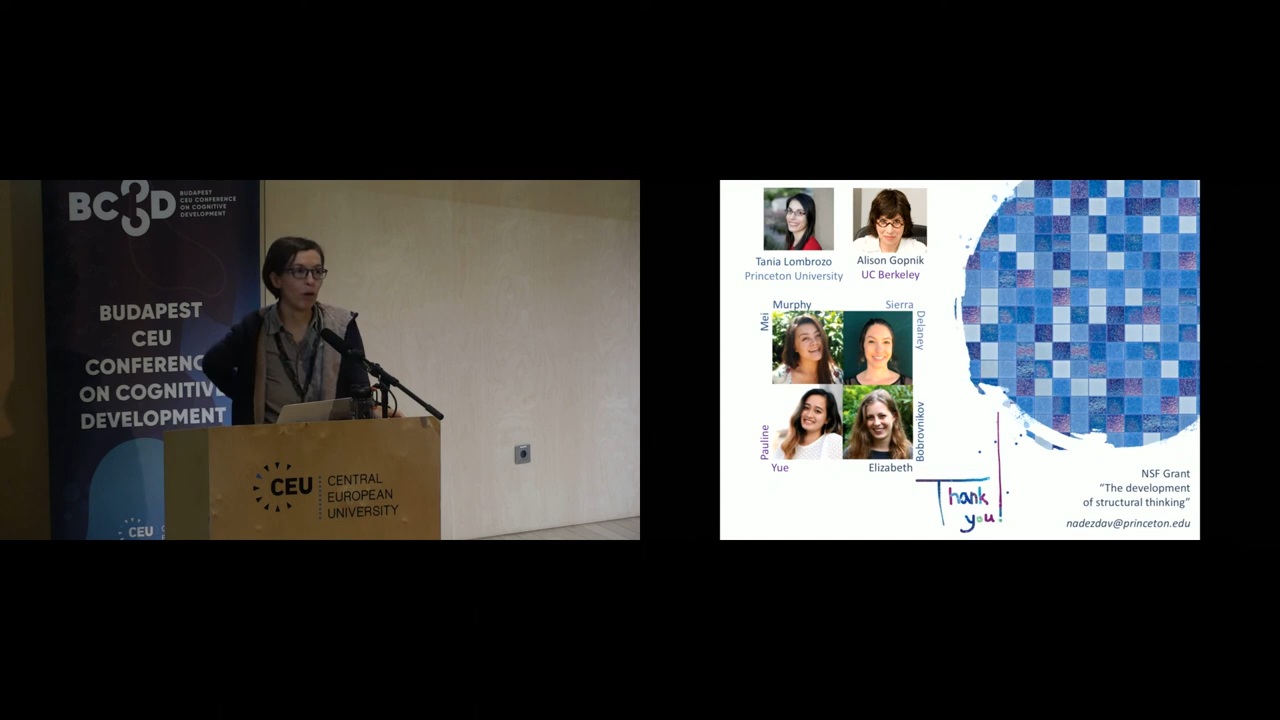 BC3D
BUDAPEST
CEU CONFERENCE
ON COGNITIVE
DEVELOPMENT
BUDAPEST
CEU
CONFERENC
ON COGNITIVE
DEVELOPMENT
CEU
CEU
CENTRAL
EUROPEAN
UNIVERSITY
Tania Lombrozo
Princeton University
Alison Gopnik
UC Berkeley
Mei
Murphy
Sierra
Delaney
Pauline
Yue
Elizabeth
Bobrovnikov
Thank
you!
NSF Grant
“The development
of structural thinking”
nadezdav@princeton.edu